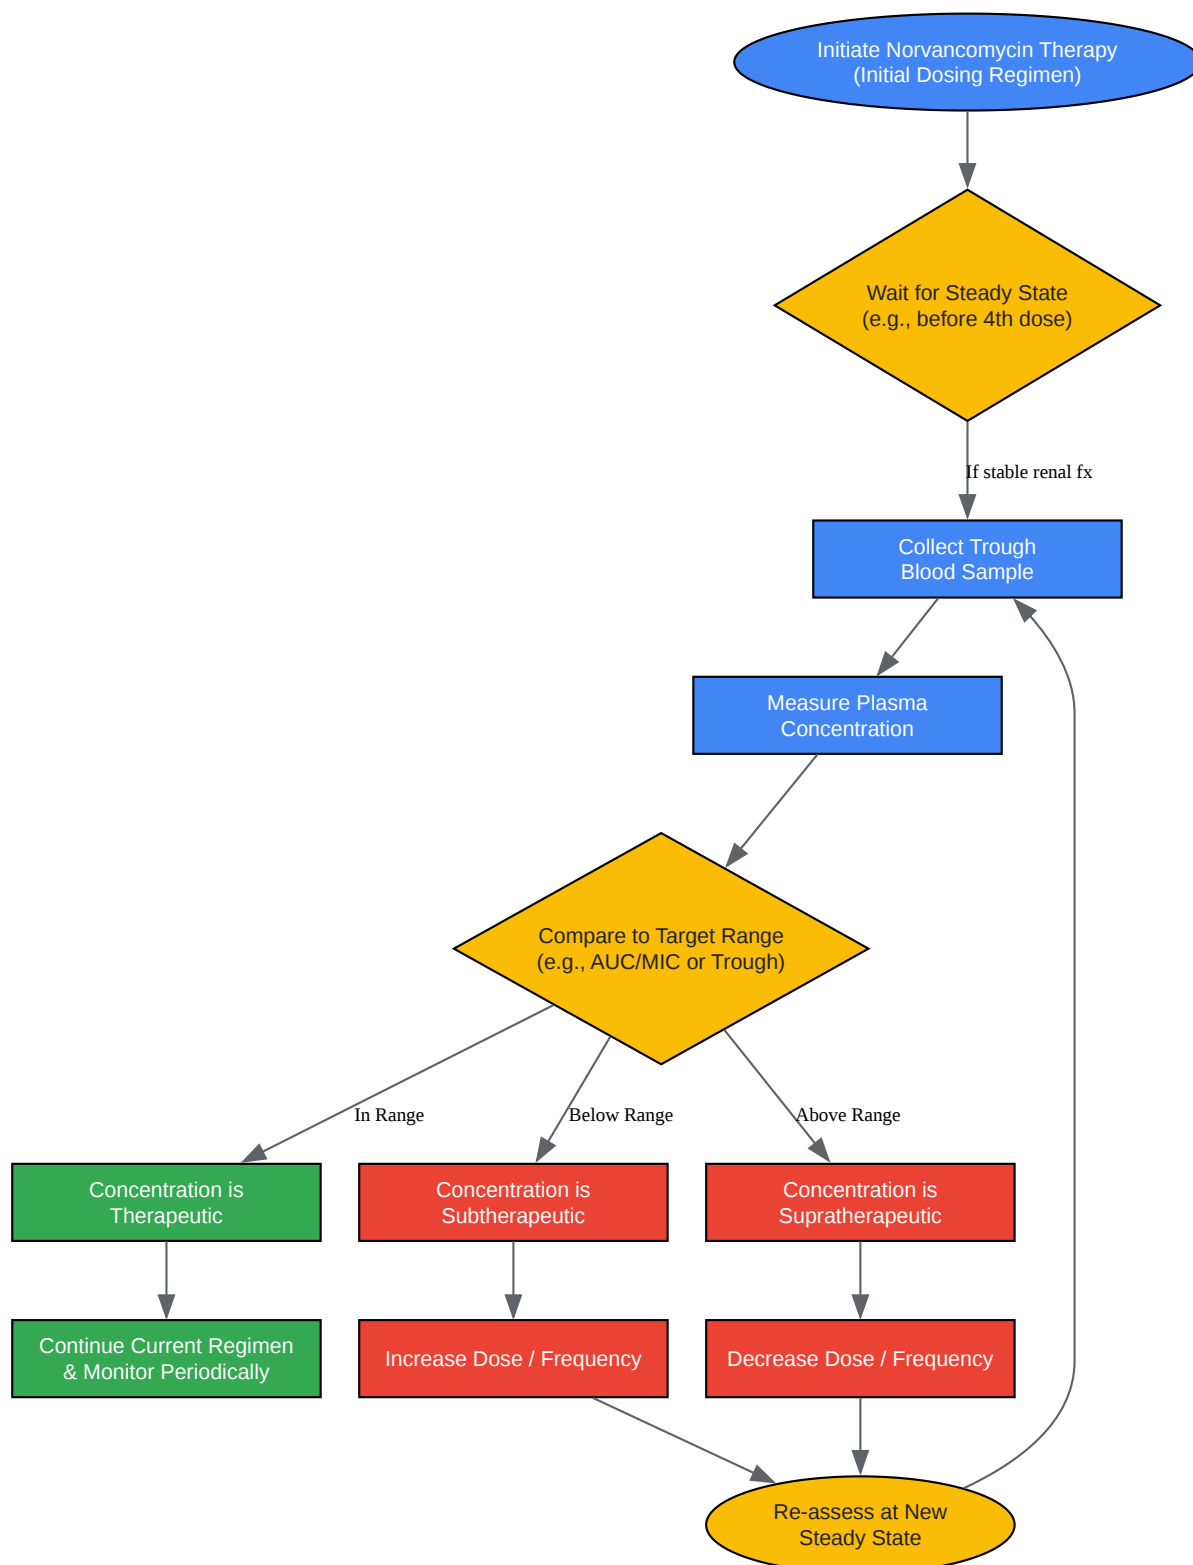 Initiate Norvancomycin Therapy
(Initial Dosing Regimen)
Wait for Steady State
(e.g., before 4th dose)
If stable renal fx
Collect Trough
Blood Sample
Measure Plasma
Concentration
Compare to Target Range
(e.g., AUC/MIC or Trough)
In Range
Below Range
Above Range
Concentration is
Therapeutic
Concentration is
Subtherapeutic
Concentration is
Supratherapeutic
Continue Current Regimen
& Monitor Periodically
Increase Dose / Frequency
Decrease Dose / Frequency
Re-assess at New
Steady State